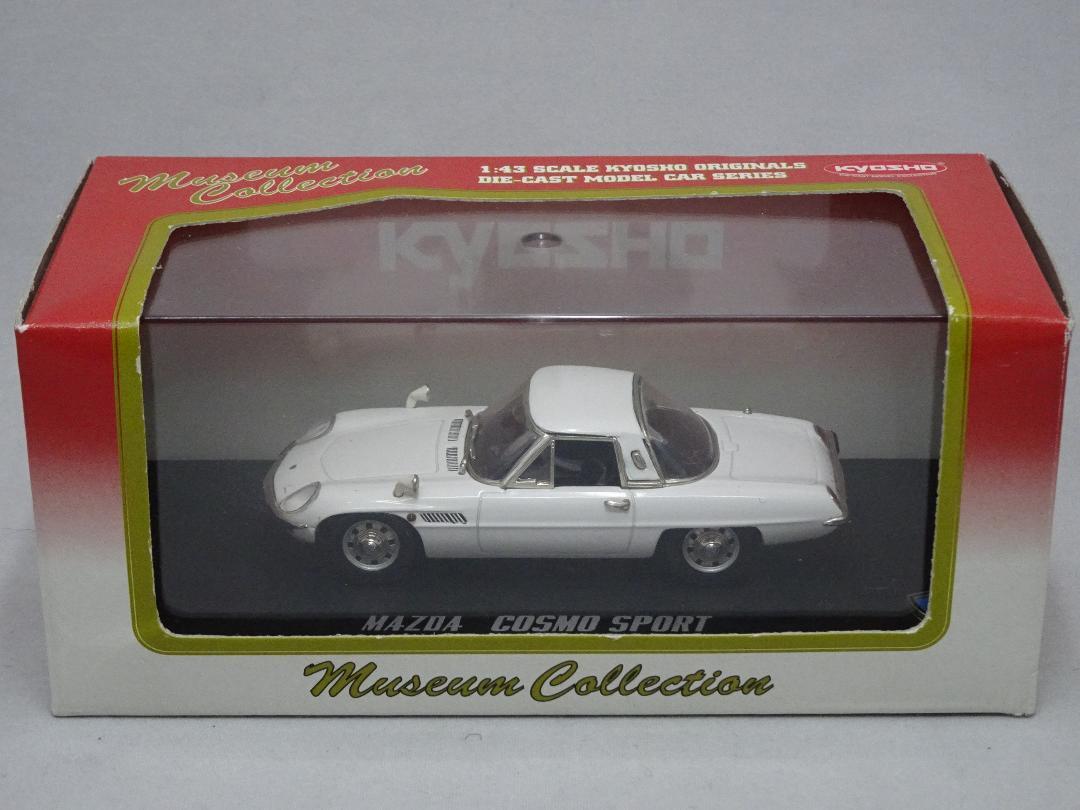 Museum
Collection
1:43 SCALE KYOSHO ORIGINALS
DIE-CAST MODEL CAR SERIES
KYOSHO
KYOSHO
MAZDA COSMO SPORT
Museum Collection